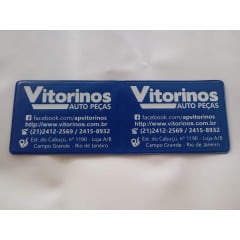 Vitorinos
AUTO PEÇAS
facebook.com/apvitorinos
http://www.vitorinos.com.br
(21)2412-2569 / 2415-8932
Est. do Cabuçu, nº 1190 - Loja A/B
Campo Grande - Rio de Janeiro
Vitorinos
AUTO PEÇAS
facebook.com/apvitorinos
http://www.vitorinos.com.br
(21)2412-2569 / 2415-8932
Est. do Cabuçu, nº 1190 - Loja A/B
Campo Grande - Rio de Janeiro